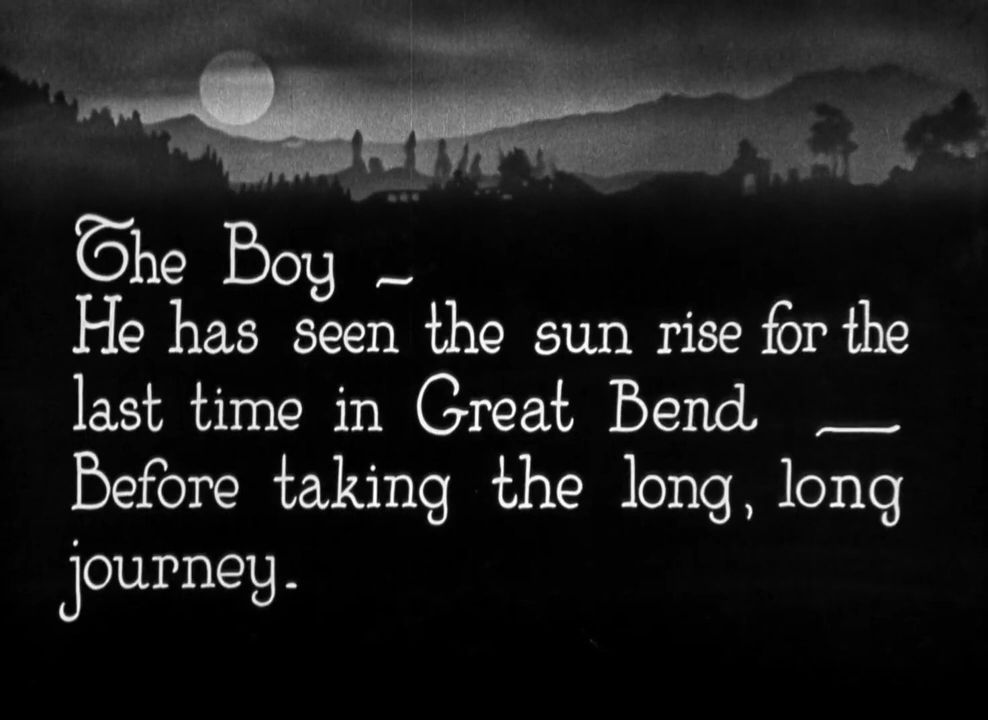 The Boy –
He has seen the sun rise for the
last time in Great Bend —
Before taking the long, long
journey.